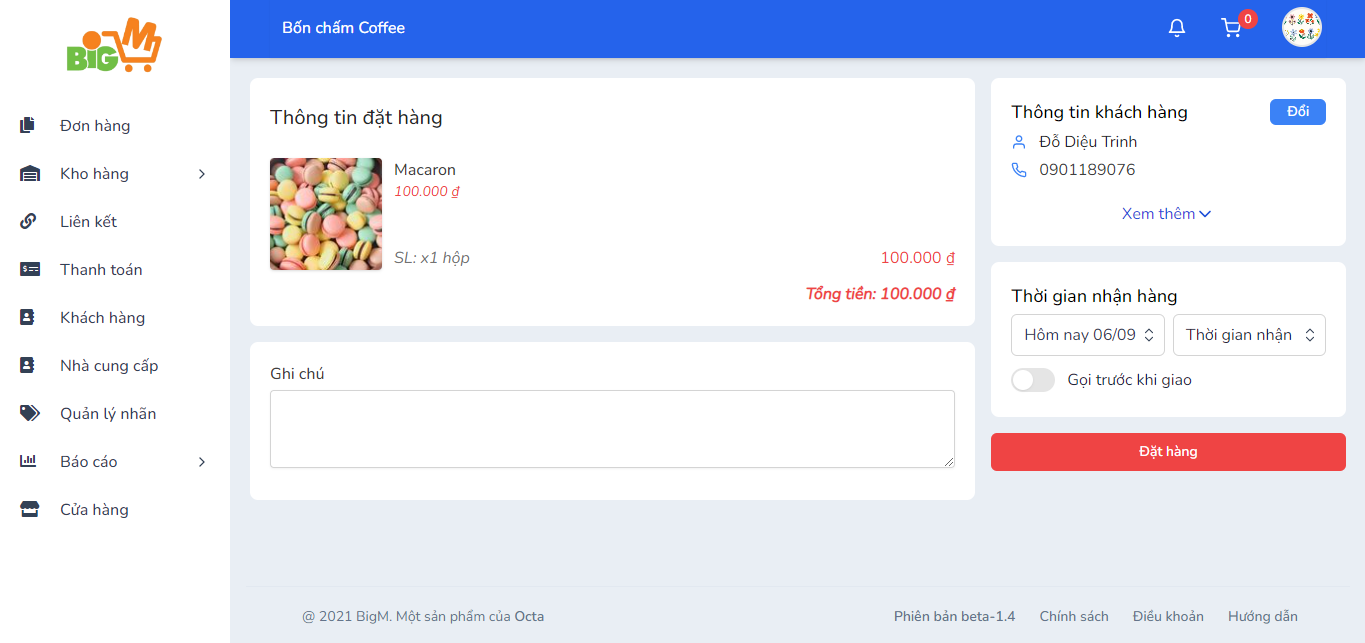 BIG M
Bốn chấm Coffee
0
Đơn hàng
Kho hàng
Liên kết
Thanh toán
Khách hàng
Nhà cung cấp
Quản lý nhãn
Báo cáo
Cửa hàng
Thông tin đặt hàng
Macaron
100.000 ₫
SL: x1 hộp
100.000 ₫
Tổng tiền: 100.000 ₫
Ghi chú
Thông tin khách hàng
Đổi
Đỗ Diệu Trinh
0901189076
Xem thêm
Thời gian nhận hàng
Hôm nay 06/09
Thời gian nhận
Gọi trước khi giao
Đặt hàng
@ 2021 BigM. Một sản phẩm của Octa
Phiên bản beta-1.4
Chính sách
Điều khoản
Hướng dẫn